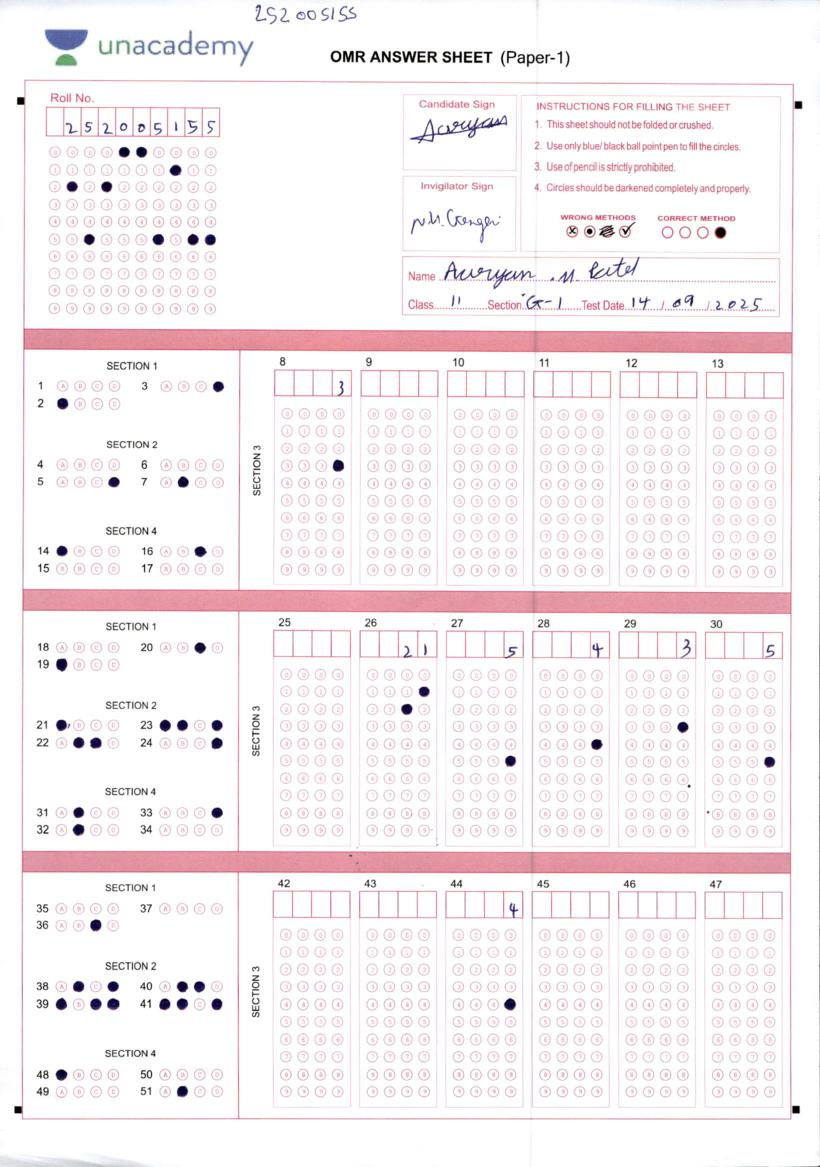 252005155
unacademy
OMR ANSWER SHEET (Paper-1)
Roll No.
2 5 2 0 0 5 1 5 5
Candidate Sign
Aaryan
Invigilator Sign
INSTRUCTIONS FOR FILLING THE SHEET
1. This sheet should not be folded or crushed.
2. Use only blue/ black ball point pen to fill the circles.
3. Use of pencil is strictly prohibited.
4. Circles should be darkened completely and properly.
WRONG METHODS CORRECT METHOD
Name Aaryan .M Patel
Class 11 Section G-1 Test Date 14 / 09 / 2025
SECTION 1
1 A B C D 3 A B C
2 B C D
SECTION 2
4 A B C D 6 A B C D
5 A B C 7 A C D
SECTION 4
14 B C D 16 A B D
15 A B C D 17 A B C D
SECTION 3
8 9 10 11 12 13
3
SECTION 1
18 A B C D 20 A B D
19 B C D
SECTION 2
21 B C D 23 C
22 A D 24 A B C
SECTION 4
31 A C D 33 A B C
32 A C D 34 A B C D
SECTION 3
25 26 27 28 29 30
2 1 5 4 3 5
SECTION 1
35 A B C D 37 A B C D
36 A B D
SECTION 2
38 A C 40 A D
39 B 41 C
SECTION 4
48 B C D 50 A B C D
49 A B C D 51 A C D
SECTION 3
42 43 44 45 46 47
4